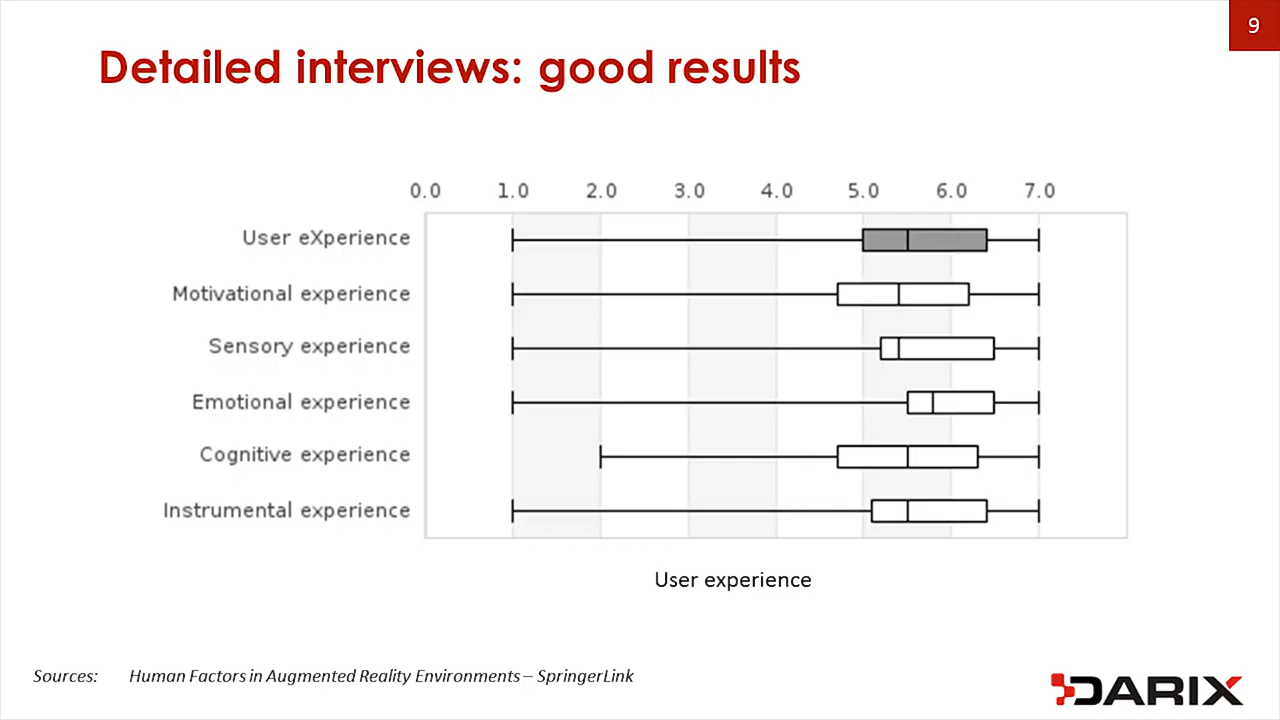 9
Detailed interviews: good results
0.0 1.0 2.0 3.0 4.0 5.0 6.0 7.0
User eXperience
Motivational experience
Sensory experience
Emotional experience
Cognitive experience
Instrumental experience
User experience
Sources: Human Factors in Augmented Reality Environments – SpringerLink
DARIX